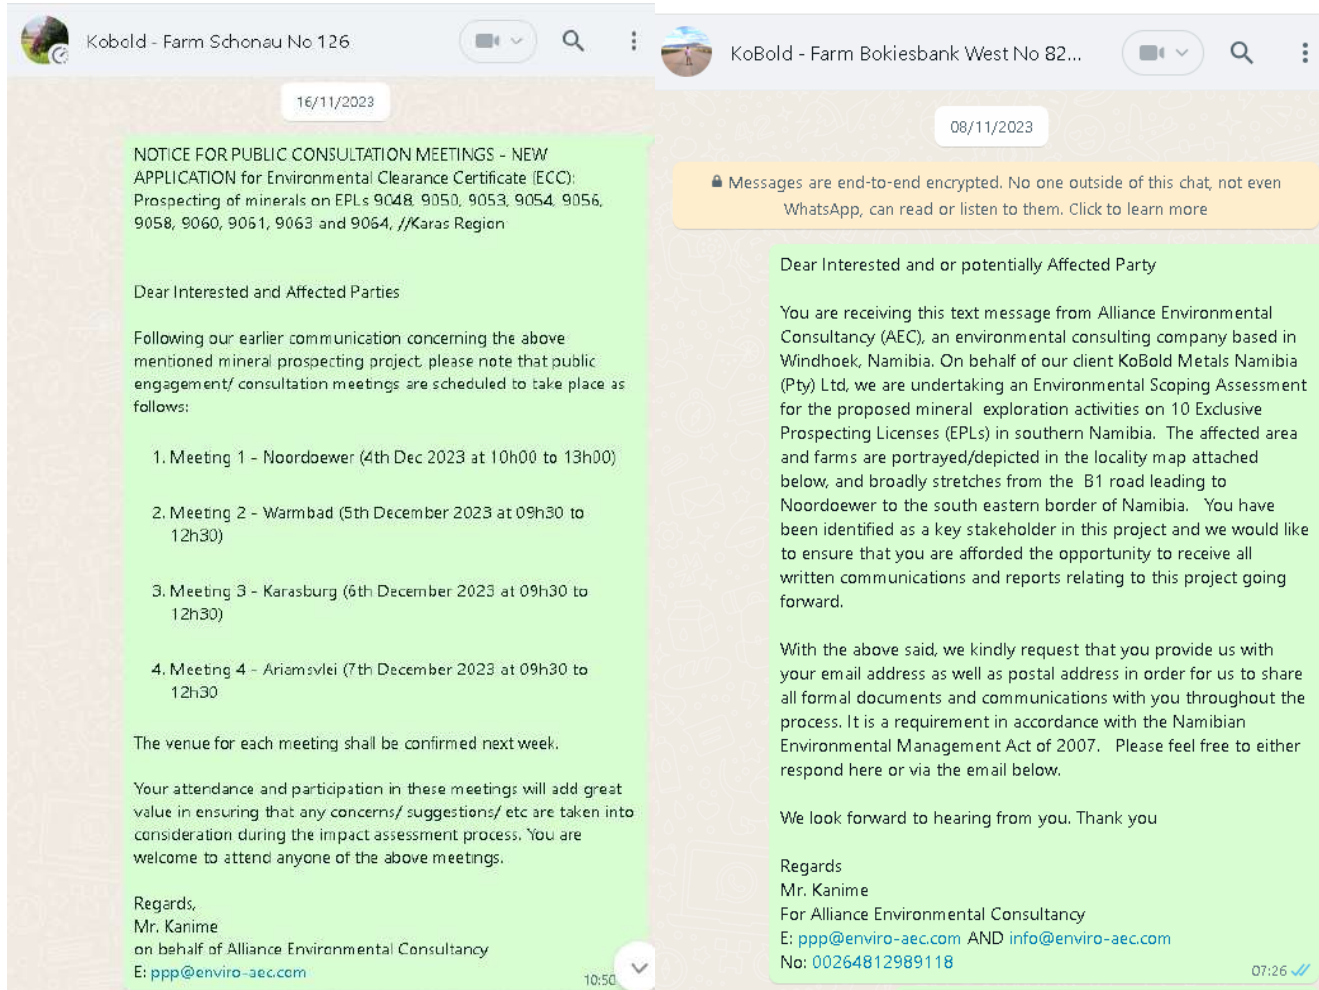 Kobold - Farm Schonau No 126
16/11/2023
NOTICE FOR PUBLIC CONSULTATION MEETINGS - NEW
APPLICATION for Environmental Clearance Certificate (ECC):
Prospecting of minerals on EPLs 9048, 9050, 9053, 9054, 9056,
9058, 9060, 9061, 9063 and 9064, //Karas Region
Dear Interested and Affected Parties
Following our earlier communication concerning the above
mentioned mineral prospecting project, please note that public
engagement/ consultation meetings are scheduled to take place as
follows:
1. Meeting 1 - Noordoewer (4th Dec 2023 at 10h00 to 13h00)
2. Meeting 2 - Warmbad (5th December 2023 at 09h30 to
12h30)
3. Meeting 3 - Karasburg (6th December 2023 at 09h30 to
12h30)
4. Meeting 4 - Ariamsvlei (7th December 2023 at 09h30 to
12h30
The venue for each meeting shall be confirmed next week.
Your attendance and participation in these meetings will add great
value in ensuring that any concerns/ suggestions/ etc are taken into
consideration during the impact assessment process. You are
welcome to attend anyone of the above meetings.
Regards,
Mr. Kanime
on behalf of Alliance Environmental Consultancy
E: ppp@enviro-aec.com
10:50
KoBold - Farm Bokiesbank West No 82...
08/11/2023
Messages are end-to-end encrypted. No one outside of this chat, not even
WhatsApp, can read or listen to them. Click to learn more
Dear Interested and or potentially Affected Party
You are receiving this text message from Alliance Environmental
Consultancy (AEC), an environmental consulting company based in
Windhoek, Namibia. On behalf of our client KoBold Metals Namibia
(Pty) Ltd, we are undertaking an Environmental Scoping Assessment
for the proposed mineral exploration activities on 10 Exclusive
Prospecting Licenses (EPLs) in southern Namibia. The affected area
and farms are portrayed/depicted in the locality map attached
below, and broadly stretches from the B1 road leading to
Noordoewer to the south eastern border of Namibia. You have
been identified as a key stakeholder in this project and we would like
to ensure that you are afforded the opportunity to receive all
written communications and reports relating to this project going
forward.
With the above said, we kindly request that you provide us with
your email address as well as postal address in order for us to share
all formal documents and communications with you throughout the
process. It is a requirement in accordance with the Namibian
Environmental Management Act of 2007. Please feel free to either
respond here or via the email below.
We look forward to hearing from you. Thank you
Regards
Mr. Kanime
For Alliance Environmental Consultancy
E: ppp@enviro-aec.com AND info@enviro-aec.com
No: 00264812989118
07:26